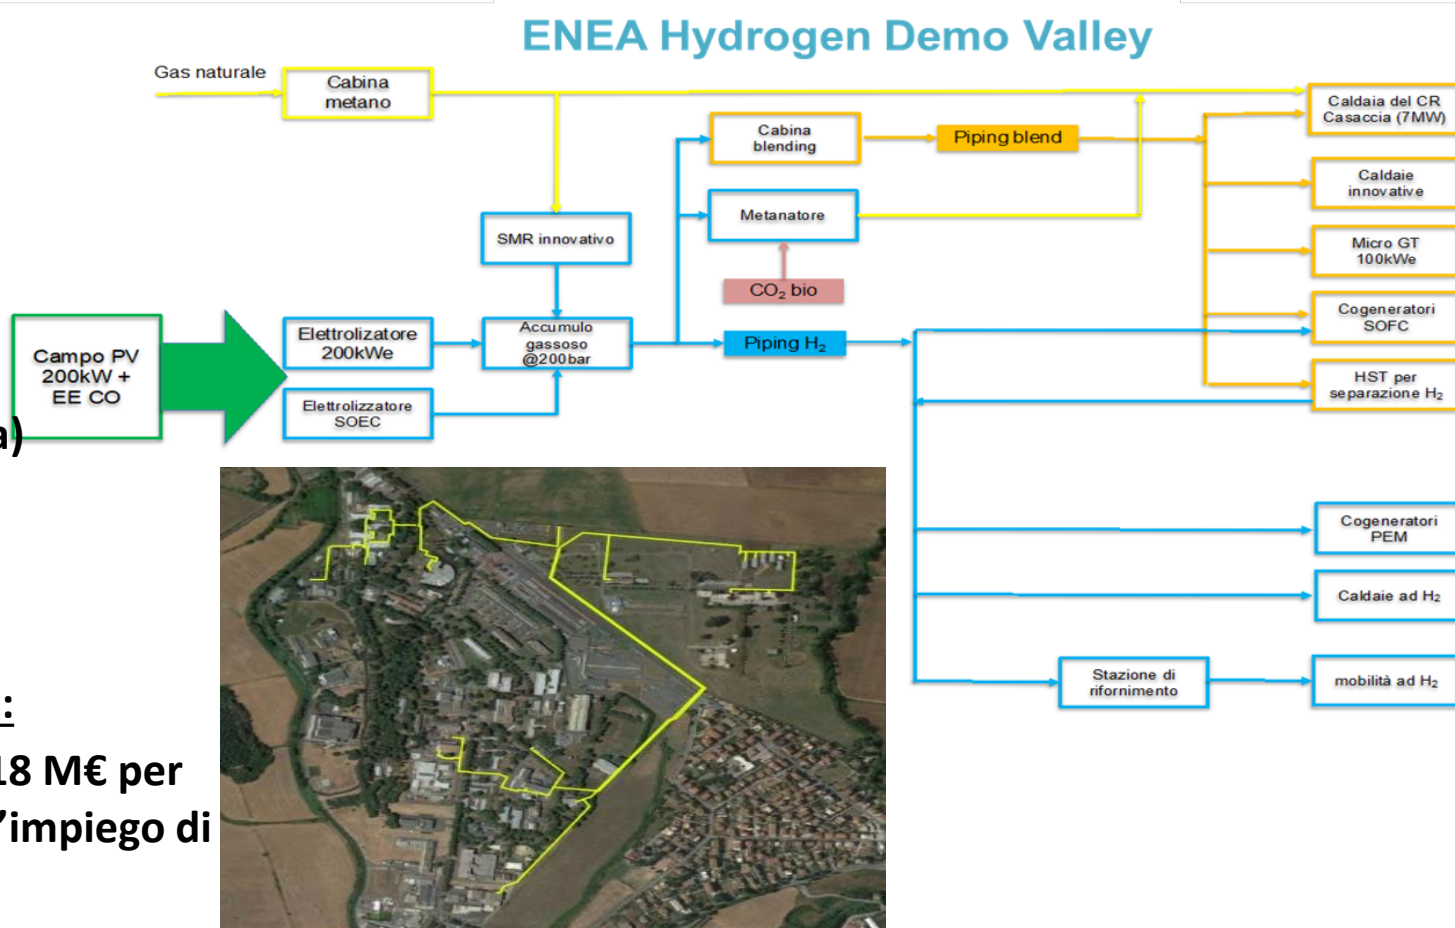 ENEA Hydrogen Demo Valley
Gas naturale
Cabina
metano
Cabina
blending
Piping blend
Caldaia del CR
Casaccia (7MW)
Caldaie
innovative
Metanatore
SMR innovativo
Micro GT
100kWe
CO₂ bio
Cogeneratori
SOFC
Campo PV
200kW +
EE CO
Elettrolizatore
200kWe
Accumulo
gassoso
@200bar
Piping H₂
HST per
separazione H₂
Elettrolizzatore
SOEC
a)
Cogeneratori
PEM
Caldaie ad H₂
Stazione di
rifornimento
mobilità ad H₂
:
18 M€ per
’impiego di